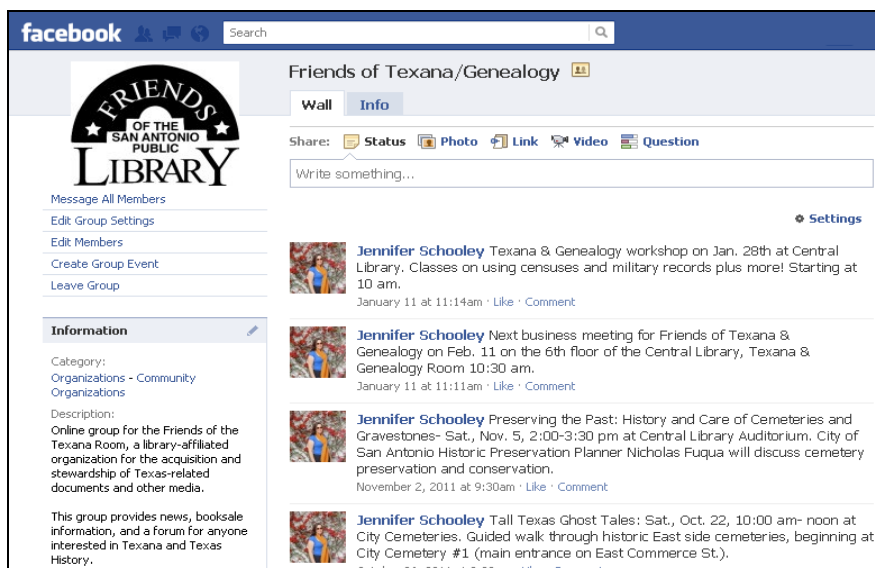 facebook
Search
FRIENDS
OF THE
SAN ANTONIO
PUBLIC
LIBRARY
Message All Members
Edit Group Settings
Edit Members
Create Group Event
Leave Group
Information
Category:
Organizations - Community
Organizations
Description:
Online group for the Friends of the
Texana Room, a library-affiliated
organization for the acquisition and
stewardship of Texas-related
documents and other media.
This group provides news, booksale
information, and a forum for anyone
interested in Texana and Texas
History.
Friends of Texana/Genealogy
Wall Info
Share: Status Photo Link Video Question
Write something...
Settings
Jennifer Schooley Texana & Genealogy workshop on Jan. 28th at Central
Library. Classes on using censuses and military records plus more! Starting at
10 am.
January 11 at 11:14am · Like · Comment
Jennifer Schooley Next business meeting for Friends of Texana &
Genealogy on Feb. 11 on the 6th floor of the Central Library, Texana &
Genealogy Room 10:30 am.
January 11 at 11:11am · Like · Comment
Jennifer Schooley Preserving the Past: History and Care of Cemeteries and
Gravestones- Sat., Nov. 5, 2:00-3:30 pm at Central Library Auditorium. City of
San Antonio Historic Preservation Planner Nicholas Fuqua will discuss cemetery
preservation and conservation.
November 2, 2011 at 9:30am · Like · Comment
Jennifer Schooley Tall Texas Ghost Tales: Sat., Oct. 22, 10:00 am- noon at
City Cemeteries. Guided walk through historic East side cemeteries, beginning at
City Cemetery #1 (main entrance on East Commerce St.).